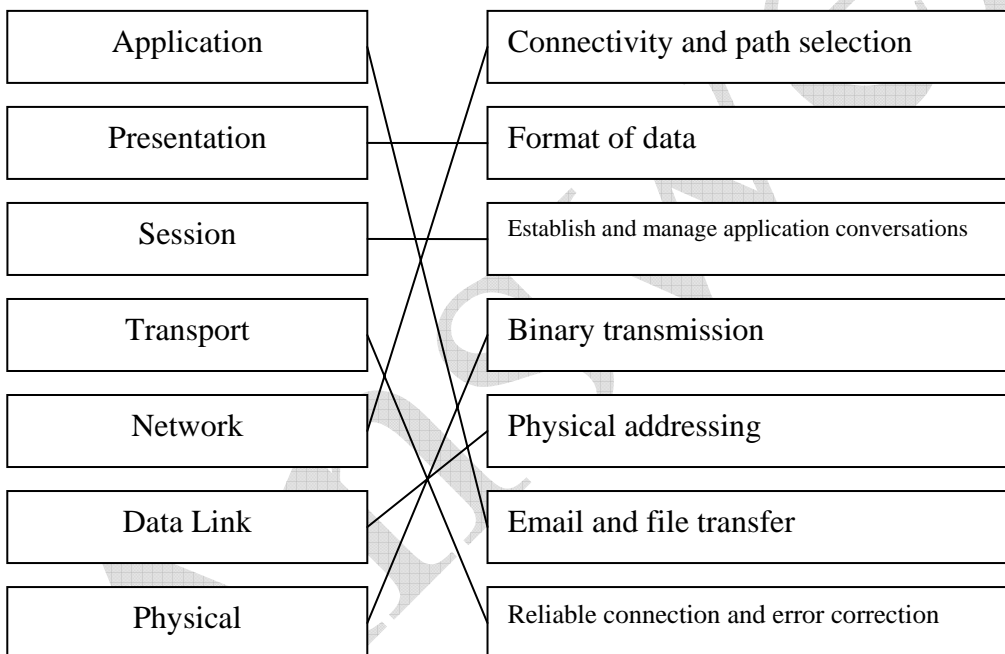 Application
Connectivity and path selection
Presentation
Format of data
Session
Establish and manage application conversations
Transport
Binary transmission
Network
Physical addressing
Data Link
Email and file transfer
Physical
Reliable connection and error correction